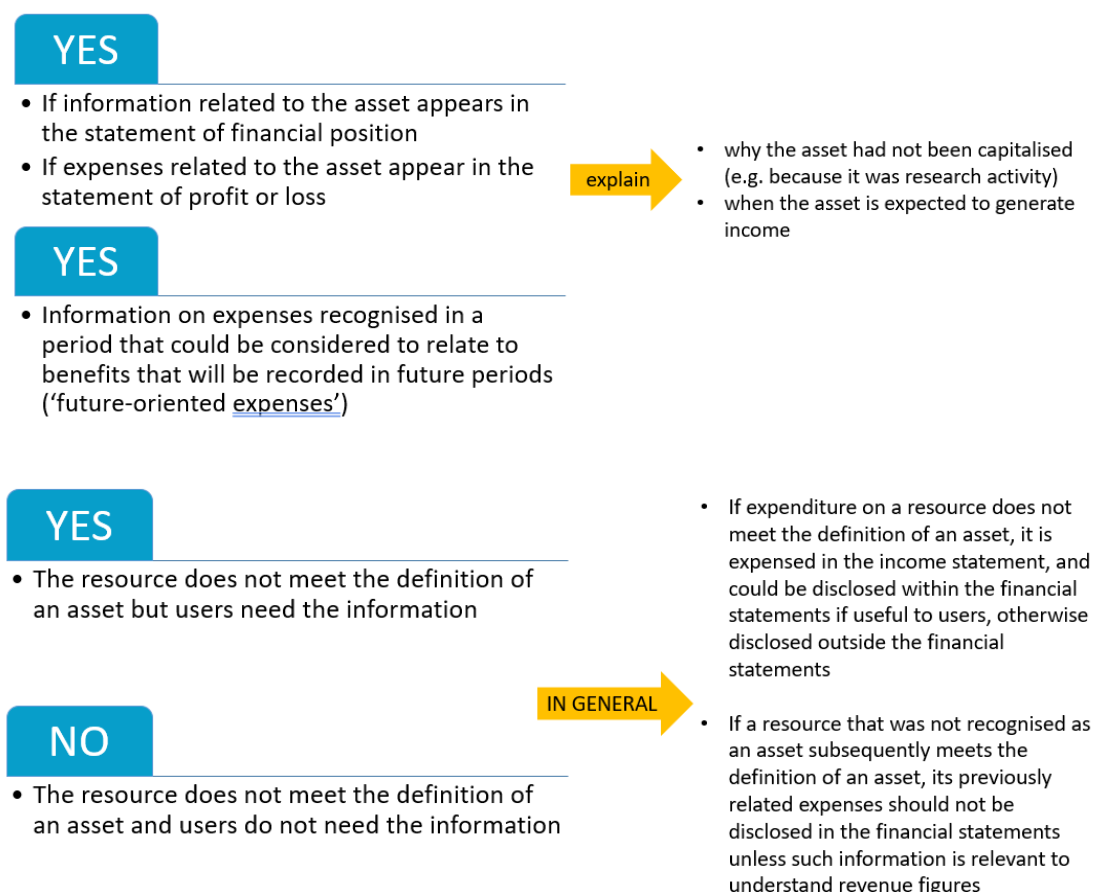 YES
• If information related to the asset appears in
the statement of financial position
• If expenses related to the asset appear in the
statement of profit or loss
explain
• why the asset had not been capitalised
(e.g. because it was research activity)
• when the asset is expected to generate
income
YES
• Information on expenses recognised in a
period that could be considered to relate to
benefits that will be recorded in future periods
(‘future-oriented expenses’)
YES
• The resource does not meet the definition of
an asset but users need the information
NO
• The resource does not meet the definition of
an asset and users do not need the information
IN GENERAL
• If expenditure on a resource does not
meet the definition of an asset, it is
expensed in the income statement, and
could be disclosed within the financial
statements if useful to users, otherwise
disclosed outside the financial
statements
• If a resource that was not recognised as
an asset subsequently meets the
definition of an asset, its previously
related expenses should not be
disclosed in the financial statements
unless such information is relevant to
understand revenue figures